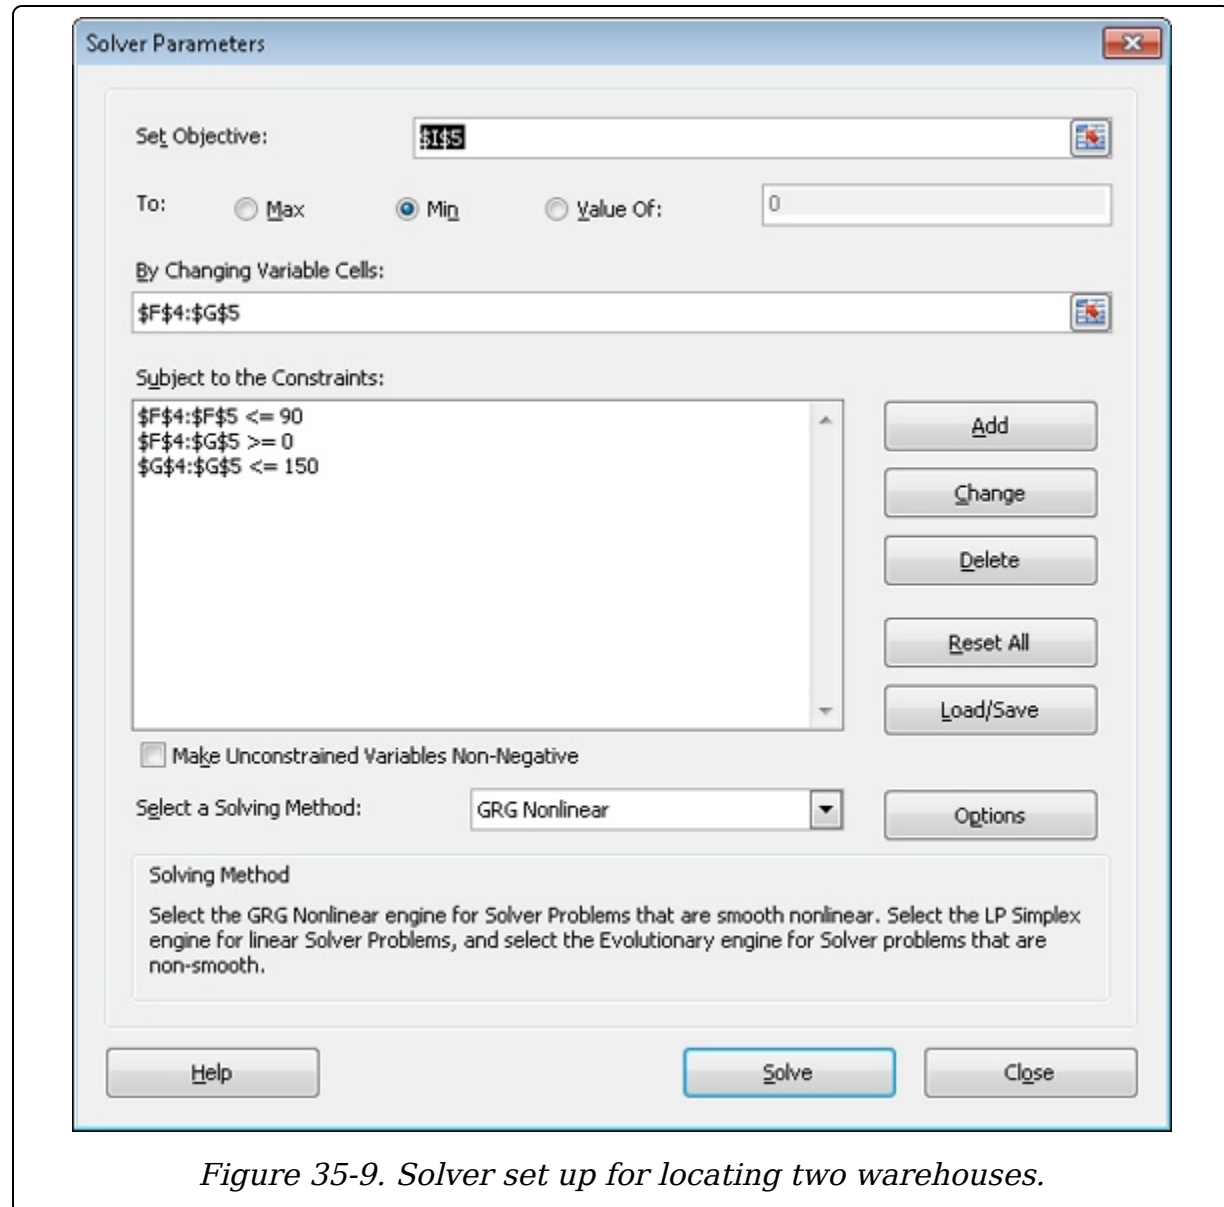 Solver Parameters
Set Objective:
$I$5
To:
Max
Min
Value Of:
0
By Changing Variable Cells:
$F$4:$G$5
Subject to the Constraints:
$F$4:$F$5 <= 90
$F$4:$G$5 >= 0
$G$4:$G$5 <= 150
Add
Change
Delete
Reset All
Load/Save
Make Unconstrained Variables Non-Negative
Select a Solving Method:
GRG Nonlinear
Options
Solving Method
Select the GRG Nonlinear engine for Solver Problems that are smooth nonlinear. Select the LP Simplex
engine for linear Solver Problems, and select the Evolutionary engine for Solver problems that are
non-smooth.
Help
Solve
Close
Figure 35-9. Solver set up for locating two warehouses.